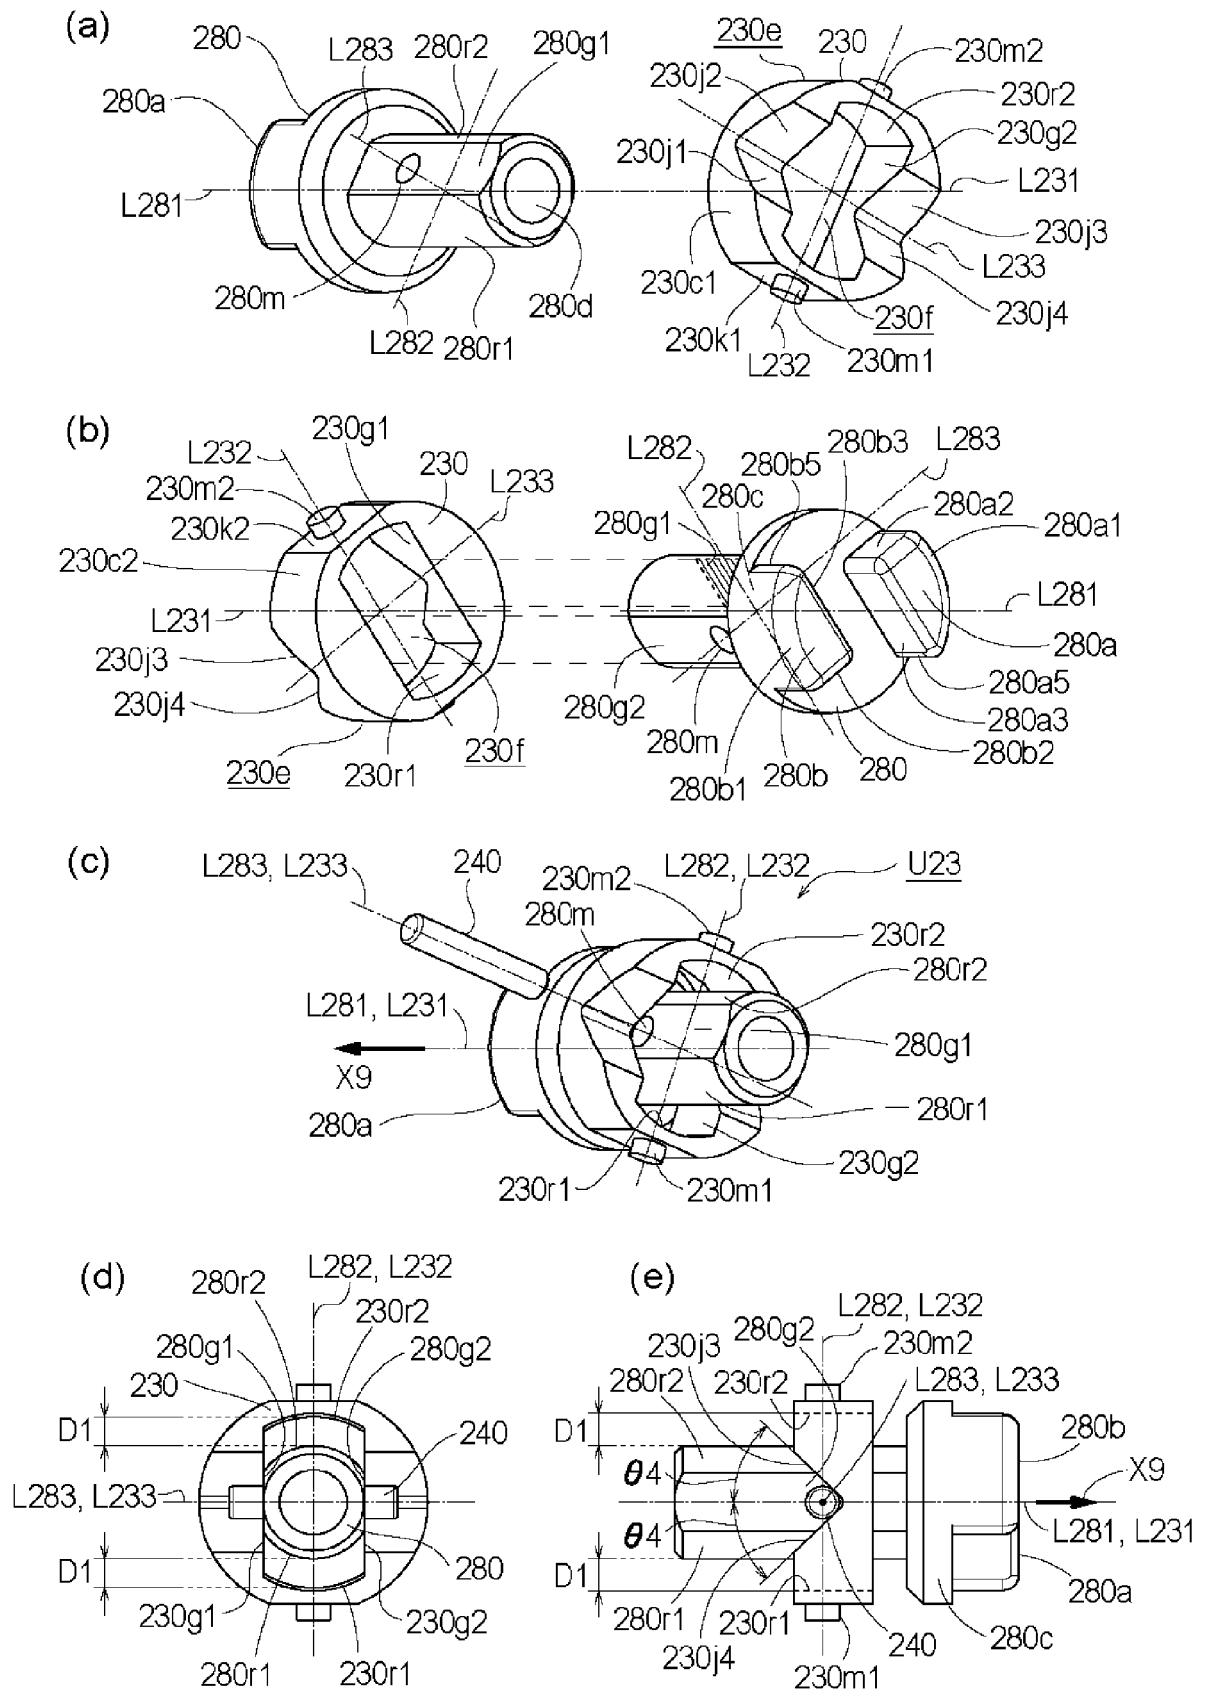 (a)
280
L283
280r2
280g1
230e
230
230m2
280a
230j2
230r2
230g2
230j1
L281
L231
230j3
L233
280m
280d
230c1
230j4
L282
280r1
230k1
230f
L232
230m1
(b)
230g1
L232
230
L282
280b3
L283
230m2
L233
280b5
280c
280a2
230k2
280g1
280a1
230c2
L231
L281
280a
230j3
230j4
280g2
280a5
280m
280a3
230e
230r1
230f
280b1
280b
280
280b2
(c)
L283, L233
240
L282, L232
U23
230m2
280m
230r2
280r2
L281, L231
X9
280g1
280a
280r1
230r1
230m1
230g2
(d)
L282, L232
280r2
230r2
280g1
280g2
230
D1
240
L283, L233
D1
280
230g1
230g2
280r1
230r1
(e)
L282, L232
280g2
230j3
230m2
280r2
230r2
L283, L233
D1
280b
θ4
X9
θ4
L281, L231
D1
280a
280r1
230r1
230j4
240
280c
230m1